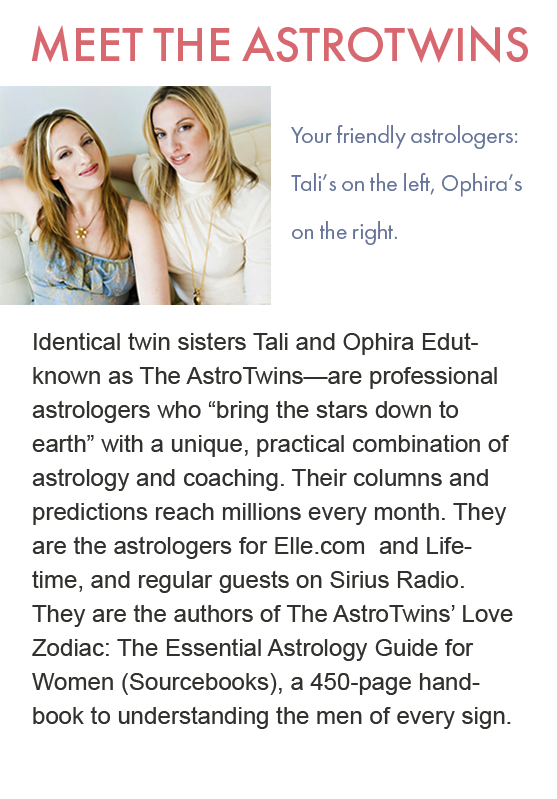 MEET THE ASTROTWINS
Your friendly astrologers:
Tali’s on the left, Ophira’s
on the right.
Identical twin sisters Tali and Ophira Edut-
known as The AstroTwins—are professional
astrologers who “bring the stars down to
earth” with a unique, practical combination of
astrology and coaching. Their columns and
predictions reach millions every month. They
are the astrologers for Elle.com  and Life-
time, and regular guests on Sirius Radio.
They are the authors of The AstroTwins’ Love
Zodiac: The Essential Astrology Guide for
Women (Sourcebooks), a 450-page hand-
book to understanding the men of every sign.